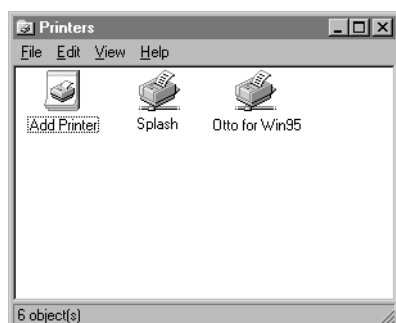 Printers
File Edit View Help
Add Printer Splash Otto for Win95
6 object(s)